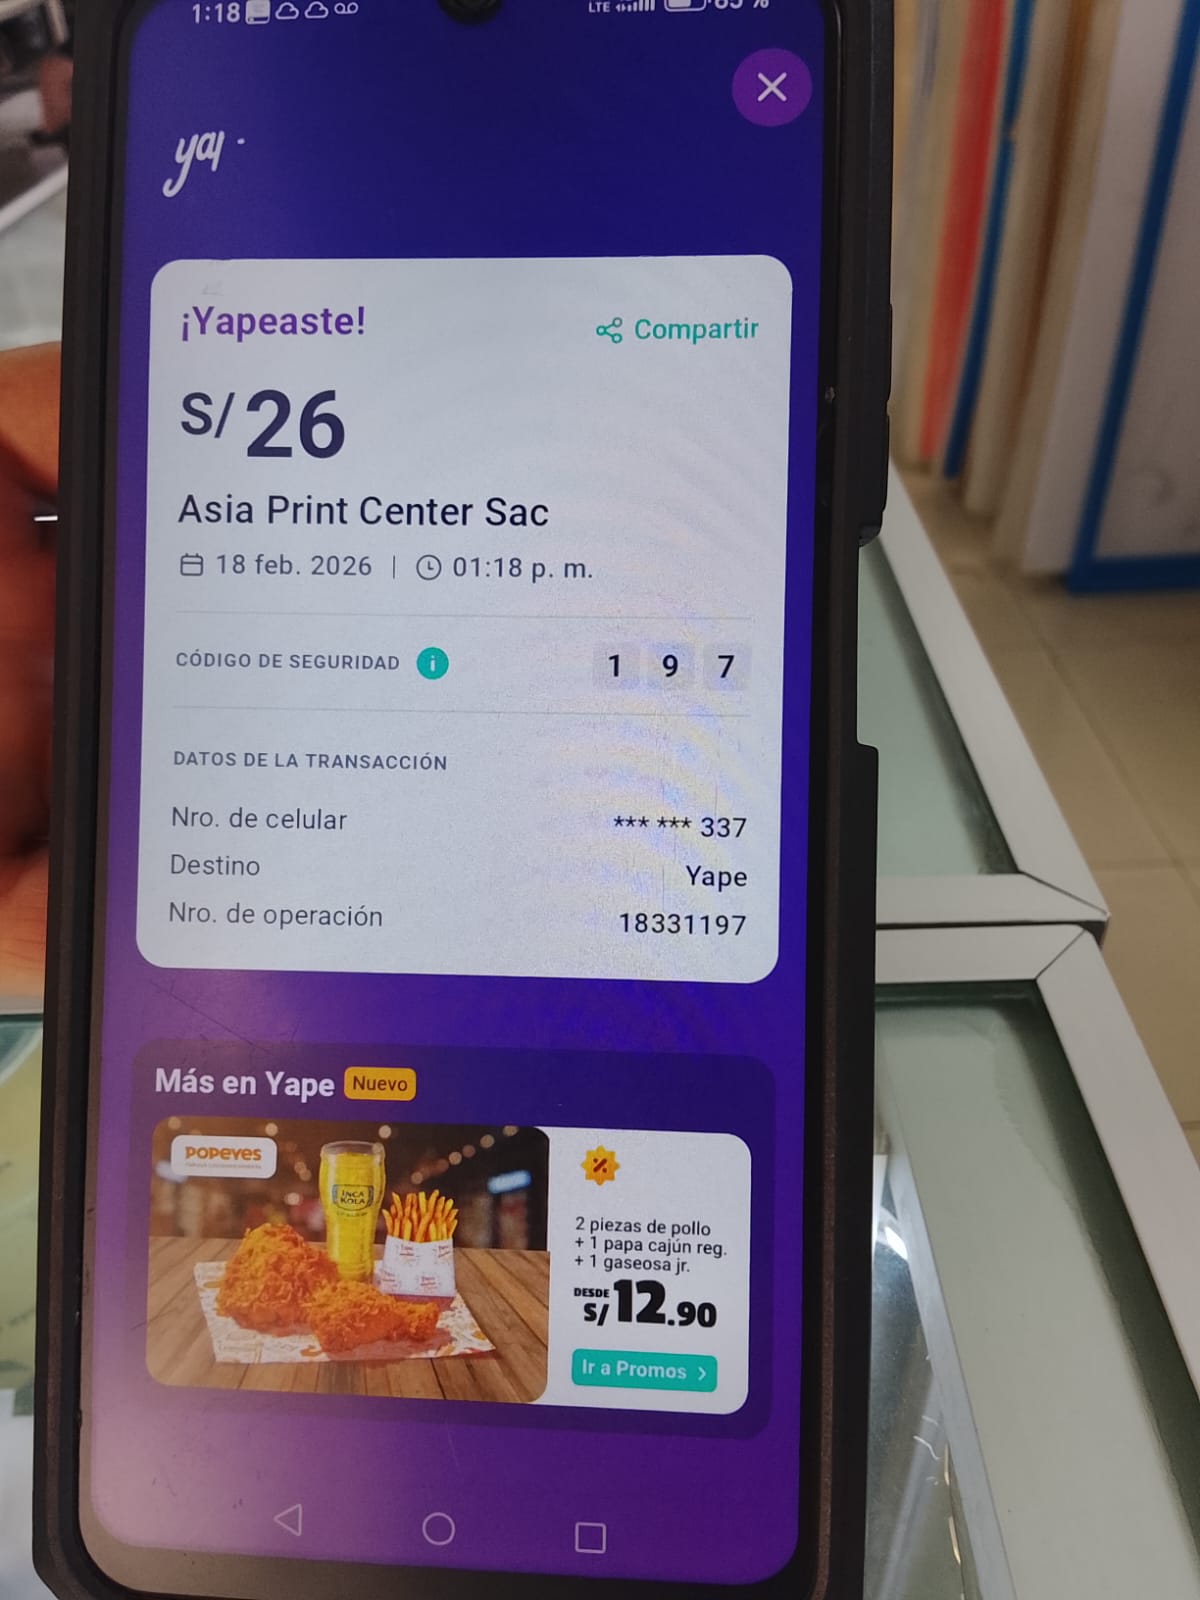 1:18
LTE
¡Yapeaste!
Compartir
S/ 26
Asia Print Center Sac
18 feb. 2026 | 01:18 p. m.
CÓDIGO DE SEGURIDAD i 1 9 7
DATOS DE LA TRANSACCIÓN
Nro. de celular *** *** 337
Destino Yape
Nro. de operación 18331197
Más en Yape Nuevo
POPEYES
INCA KOLA
2 piezas de pollo
+ 1 papa cajún reg.
+ 1 gaseosa jr.
DESDE
S/ 12.90
Ir a Promos >